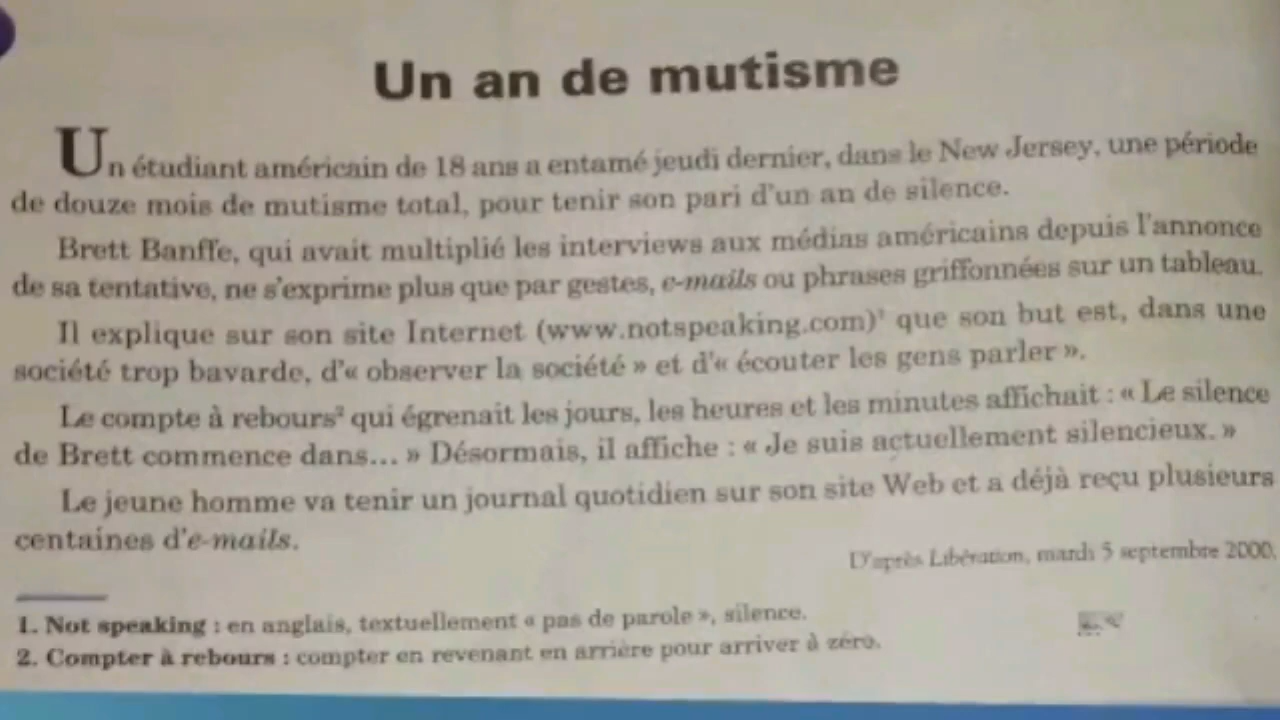 Un an de mutisme
Un étudiant américain de 18 ans a entamé jeudi dernier, dans le New Jersey, une période
de douze mois de mutisme total, pour tenir son pari d'un an de silence.
Brett Banffe, qui avait multiplié les interviews aux médias américains depuis l'annonce
de sa tentative, ne s'exprime plus que par gestes, e-mails ou phrases griffonnées sur un tableau.
Il explique sur son site Internet (www.notspeaking.com)¹ que son but est, dans une
société trop bavarde, d'« observer la société » et d'« écouter les gens parler ».
Le compte à rebours² qui égrenait les jours, les heures et les minutes affichait : « Le silence
de Brett commence dans... » Désormais, il affiche : « Je suis actuellement silencieux. »
Le jeune homme va tenir un journal quotidien sur son site Web et a déjà reçu plusieurs
centaines d'e-mails.
D'après Libération, mardi 5 septembre 2000.
1. Not speaking : en anglais, textuellement « pas de parole », silence.
2. Compter à rebours : compter en revenant en arrière pour arriver à zéro.